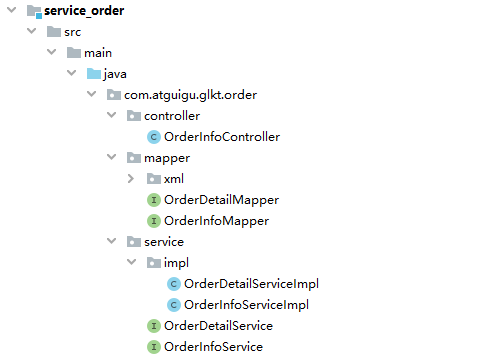 service_order
src
main
java
com.atguigu.glkt.order
controller
OrderInfoController
mapper
xml
OrderDetailMapper
OrderInfoMapper
service
impl
OrderDetailServiceImpl
OrderInfoServiceImpl
OrderDetailService
OrderInfoService